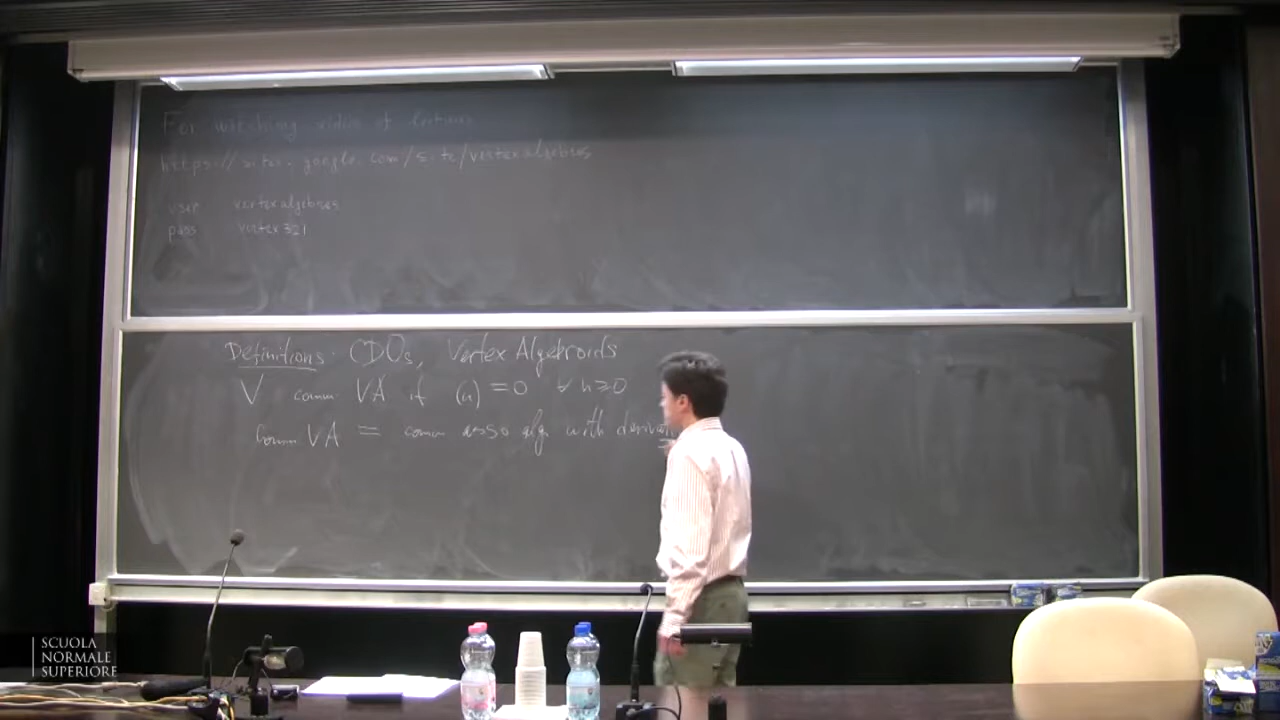 For watching video of lectures
https://sites.google.com/site/vertexalgebras
user vertexalgebras
pass vertex321
Definitions. CDOs, Vertex Algebroids
V comm VA if (n) = 0 ∀ n ≥ 0
Comm VA = comm asso alg with deriva
SCUOLA
NORMALE
SUPERIORE